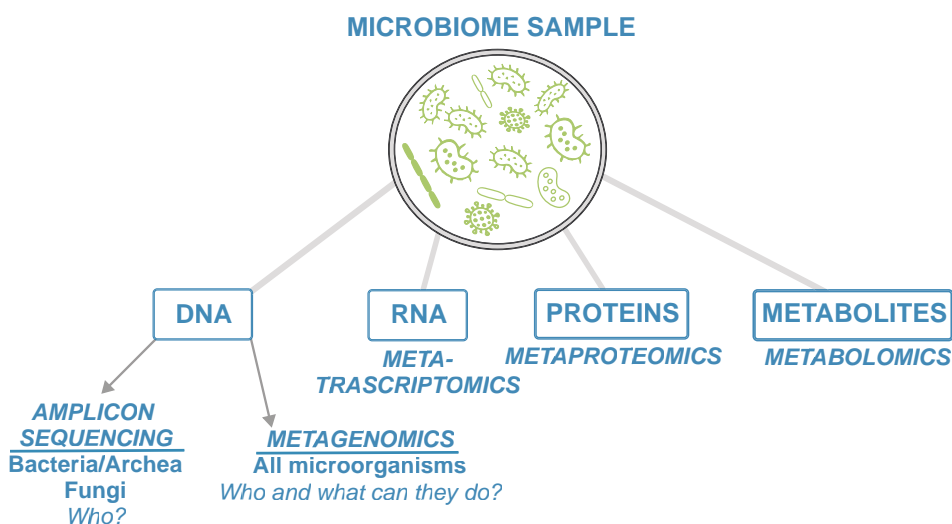 MICROBIOME SAMPLE
DNA
RNA
PROTEINS
METABOLITES
META-
TRASCRIPTOMICS
METAPROTEOMICS
METABOLOMICS
AMPLICON
SEQUENCING
Bacteria/Archea
Fungi
Who?
METAGENOMICS
All microorganisms
Who and what can they do?